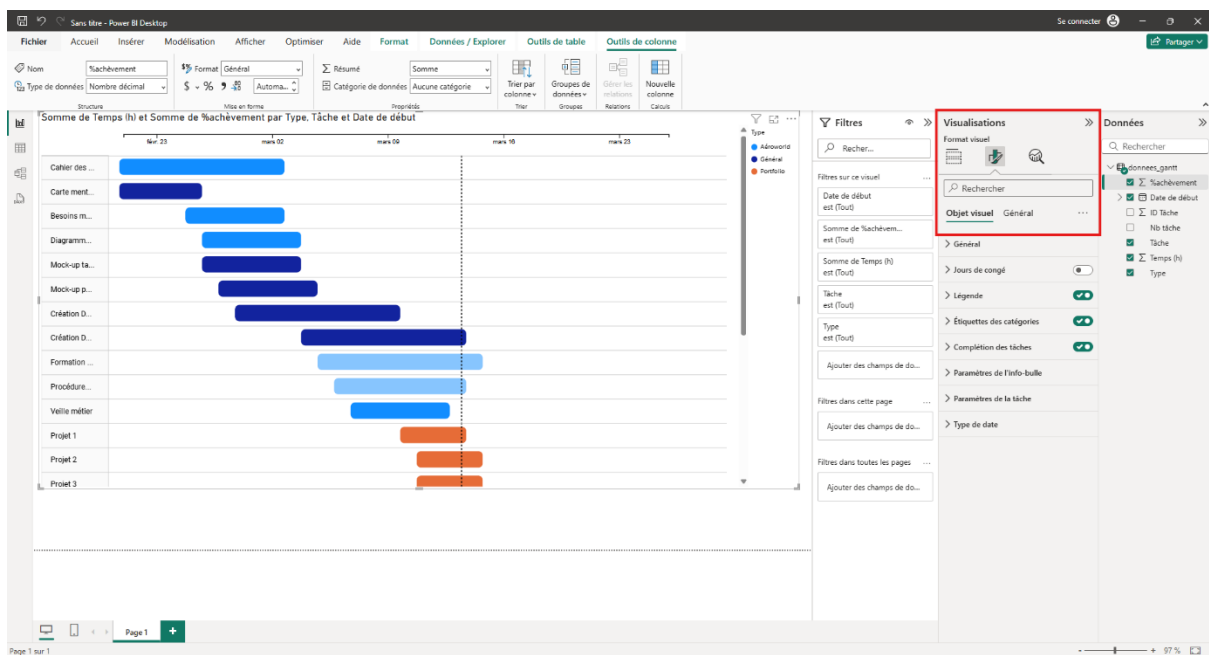 Sans titre - Power BI Desktop
Se connecter
Fichier Accueil Insérer Modélisation Afficher Optimiser Aide Format Données / Explorer Outils de table Outils de colonne
Partager
Nom %achèvement
Format Général
Résumé Somme
Type de données Nombre décimal
$ % Automa...
Catégorie de données Aucune catégorie
Trier par colonne
Groupes de données
Gérer les relations
Nouvelle colonne
Structure Mise en forme Propriétés Trier Groupes Relations Calculs
Somme de Temps (h) et Somme de %achèvement par Type, Tâche et Date de début
févr. 23 mars 02 mars 09 mars 16 mars 23
Type
Aéroworld
Général
Portfolio
Cahier des ...
Carte ment...
Besoins m...
Diagramm...
Mock-up ta...
Mock-up p...
Création D...
Création D...
Formation ...
Procédure...
Veille métier
Projet 1
Projet 2
Projet 3
Filtres
Recher...
Filtres sur ce visuel ...
Date de début
est (Tout)
Somme de %achèvem...
est (Tout)
Somme de Temps (h)
est (Tout)
Tâche
est (Tout)
Type
est (Tout)
Ajouter des champs de do...
Filtres dans cette page ...
Ajouter des champs de do...
Filtres dans toutes les pages ...
Ajouter des champs de do...
Visualisations
Format visuel
Rechercher
Objet visuel Général ...
Général
Jours de congé
Légende
Étiquettes des catégories
Complétion des tâches
Paramètres de l'info-bulle
Paramètres de la tâche
Type de date
Données
Rechercher
donnees_gantt
%achèvement
Date de début
ID Tâche
Nb tâche
Tâche
Temps (h)
Type
Page 1
Page 1 sur 1
97 %